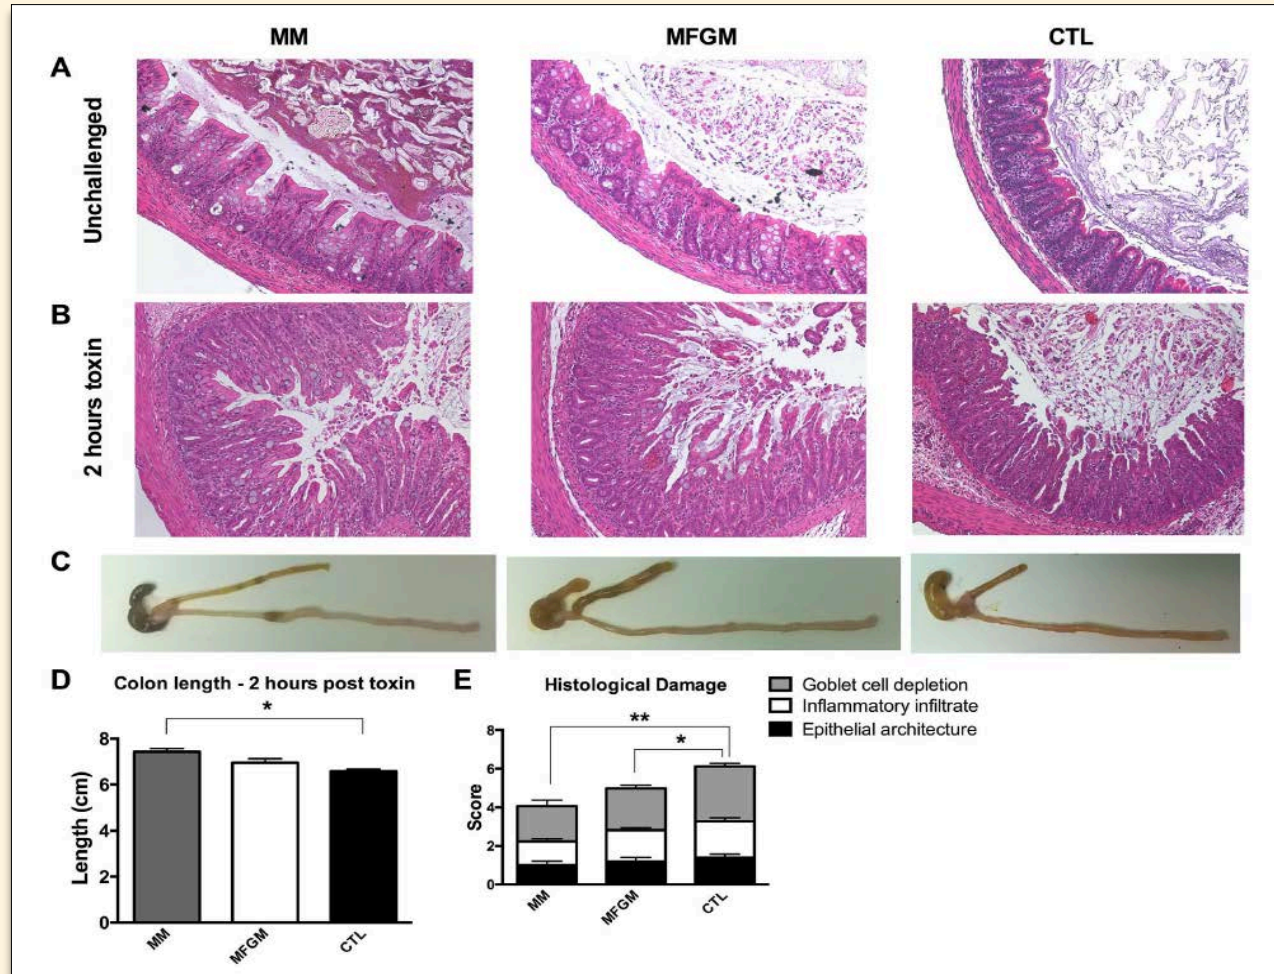 MM
MFGM
CTL
A
Unchallenged
B
2 hours toxin
C
D
Colon length - 2 hours post toxin
*
Length (cm)
8
6
4
2
0
MM
MFGM
CTL
E
Histological Damage
Goblet cell depletion
Inflammatory infiltrate
Epithelial architecture
**
*
Score
8
6
4
2
0
MM
MFGM
CTL